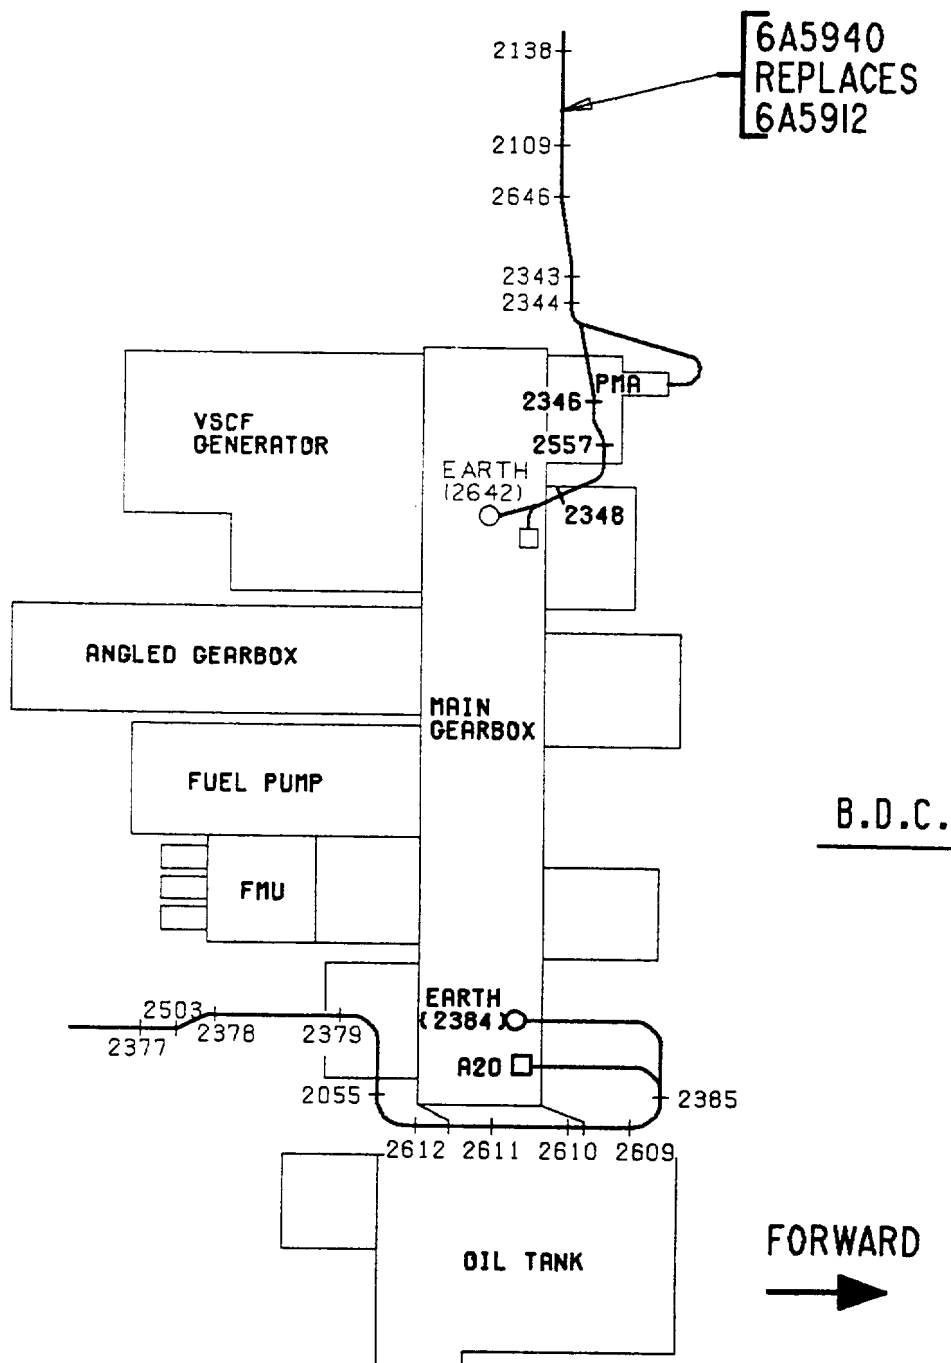 6A5940
REPLACES
6A5912
2138
2109
2646
2343
2344
PMA
2346
VSCF
GENERATOR
2557
EARTH
(2642)
2348
ANGLED GEARBOX
MAIN
GEARBOX
FUEL PUMP
B.D.C.
FMU
EARTH
(2384)
2503
2378
2379
2377
A20
2055
2385
2612
2611
2610
2609
FORWARD
OIL TANK